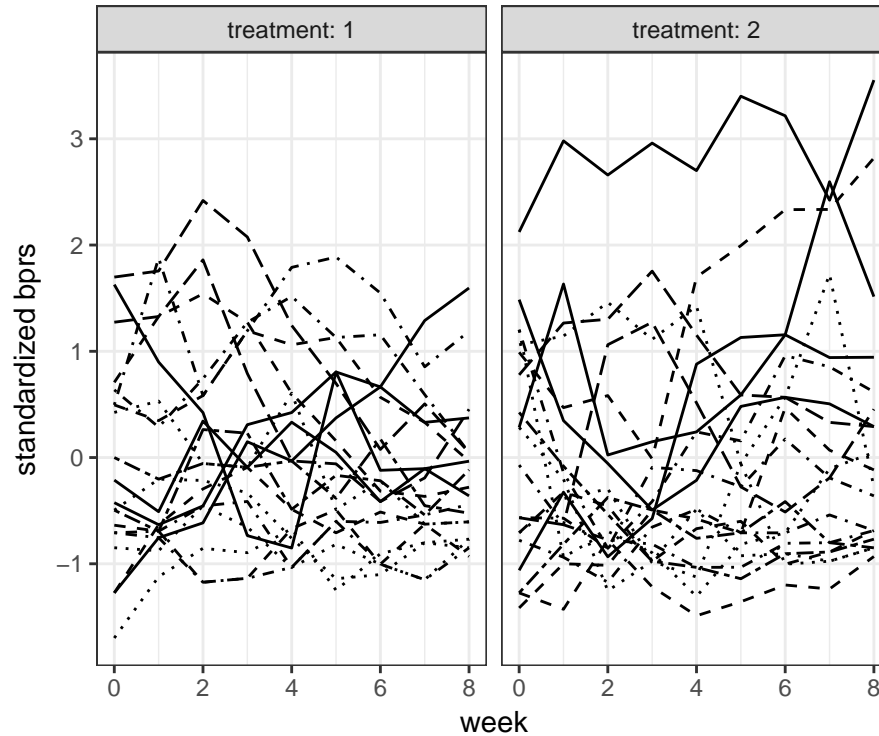 treatment: 1
treatment: 2
3
2
1
0
−1
standardized bprs
0 2 4 6 8
0 2 4 6 8
week